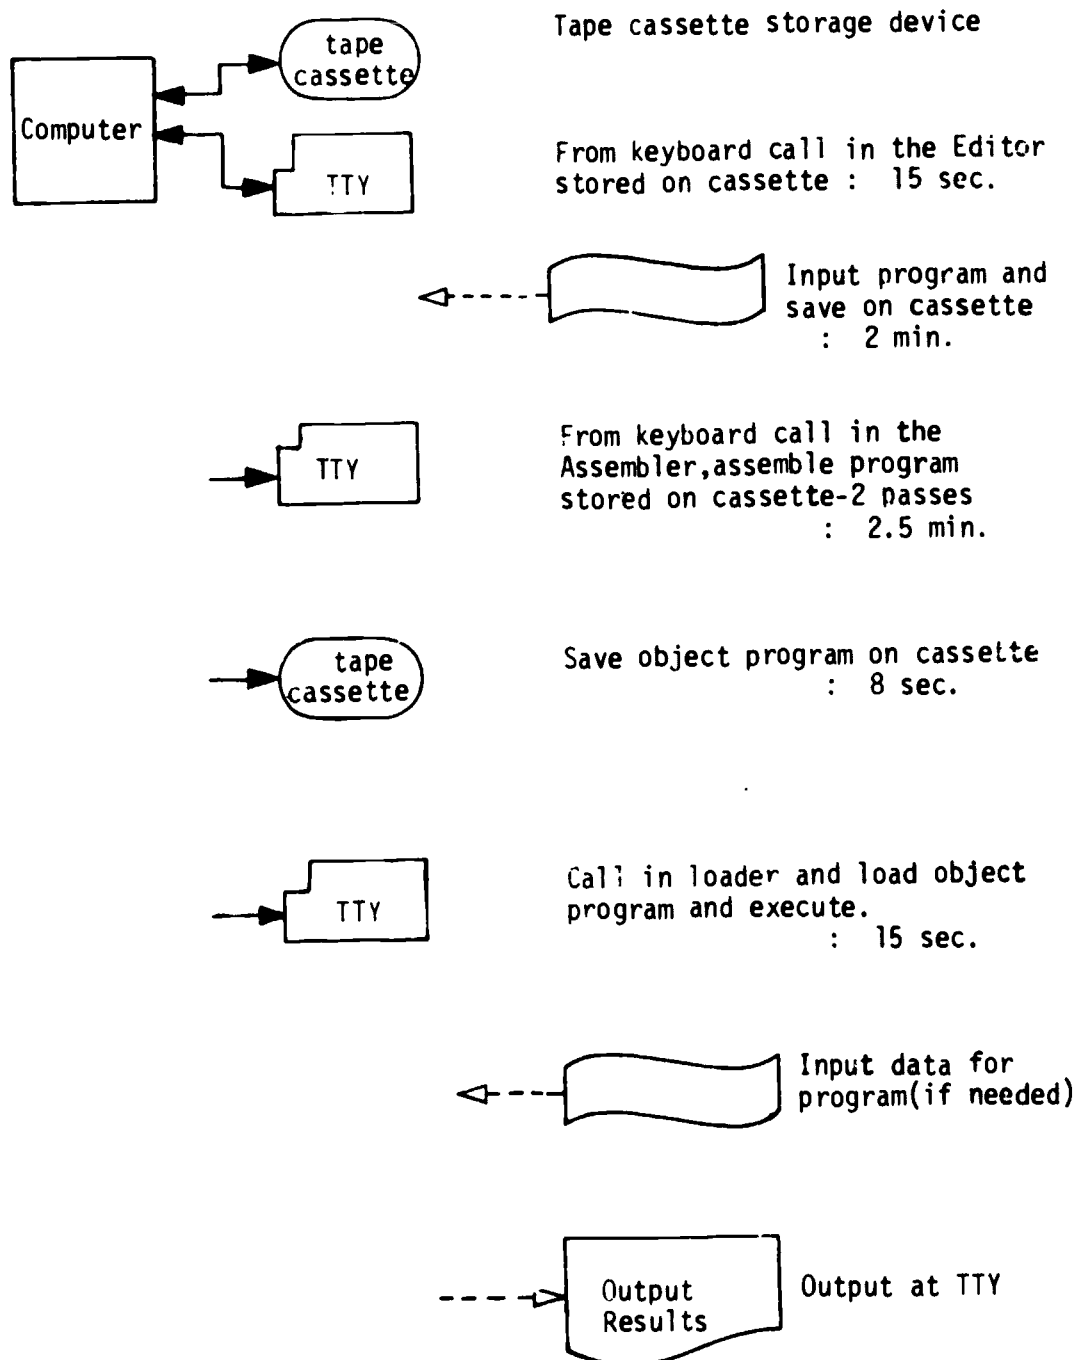 tape
cassette
Tape cassette storage device
Computer
TTY
From keyboard call in the Editor
stored on cassette : 15 sec.
Input program and
save on cassette
: 2 min.
TTY
From keyboard call in the
Assembler,assemble program
stored on cassette-2 passes
: 2.5 min.
tape
cassette
Save object program on cassette
: 8 sec.
TTY
Call in loader and load object
program and execute.
: 15 sec.
Input data for
program(if needed)
Output
Results
Output at TTY